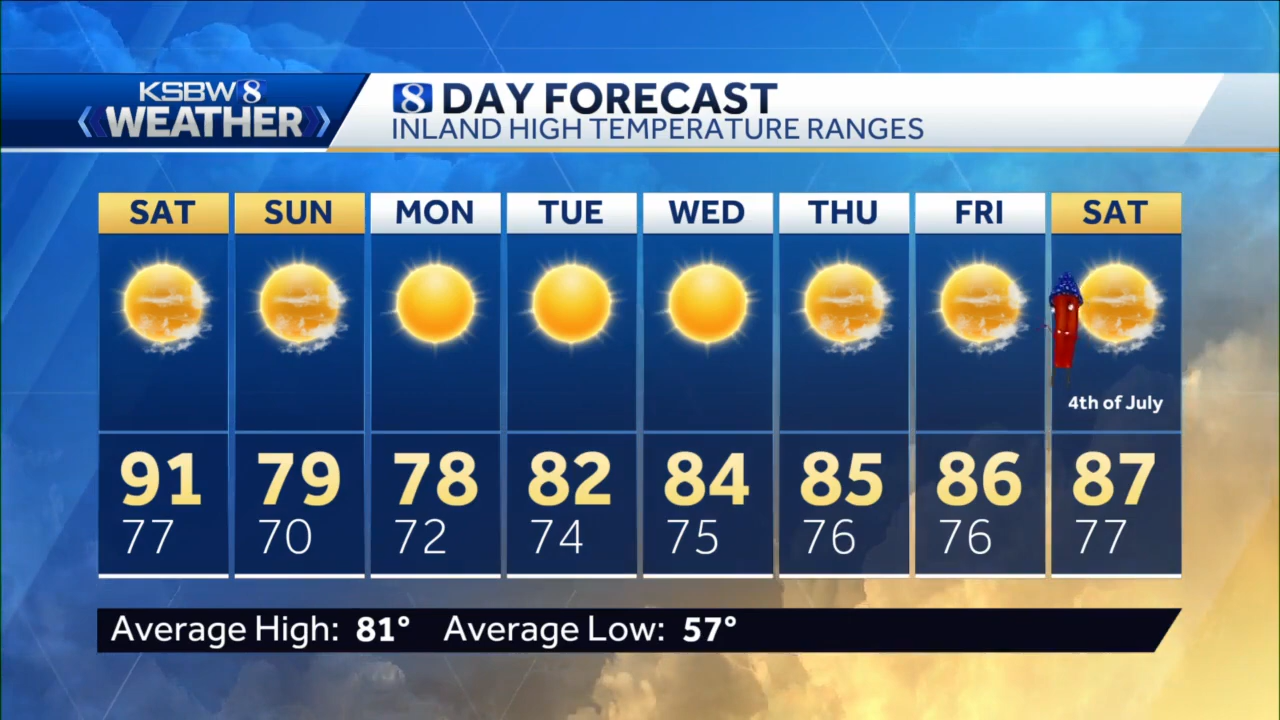 KSBW 8
WEATHER
8 DAY FORECAST
INLAND HIGH TEMPERATURE RANGES
SAT SUN MON TUE WED THU FRI SAT
4th of July
91 79 78 82 84 85 86 87
77 70 72 74 75 76 76 77
Average High: 81° Average Low: 57°